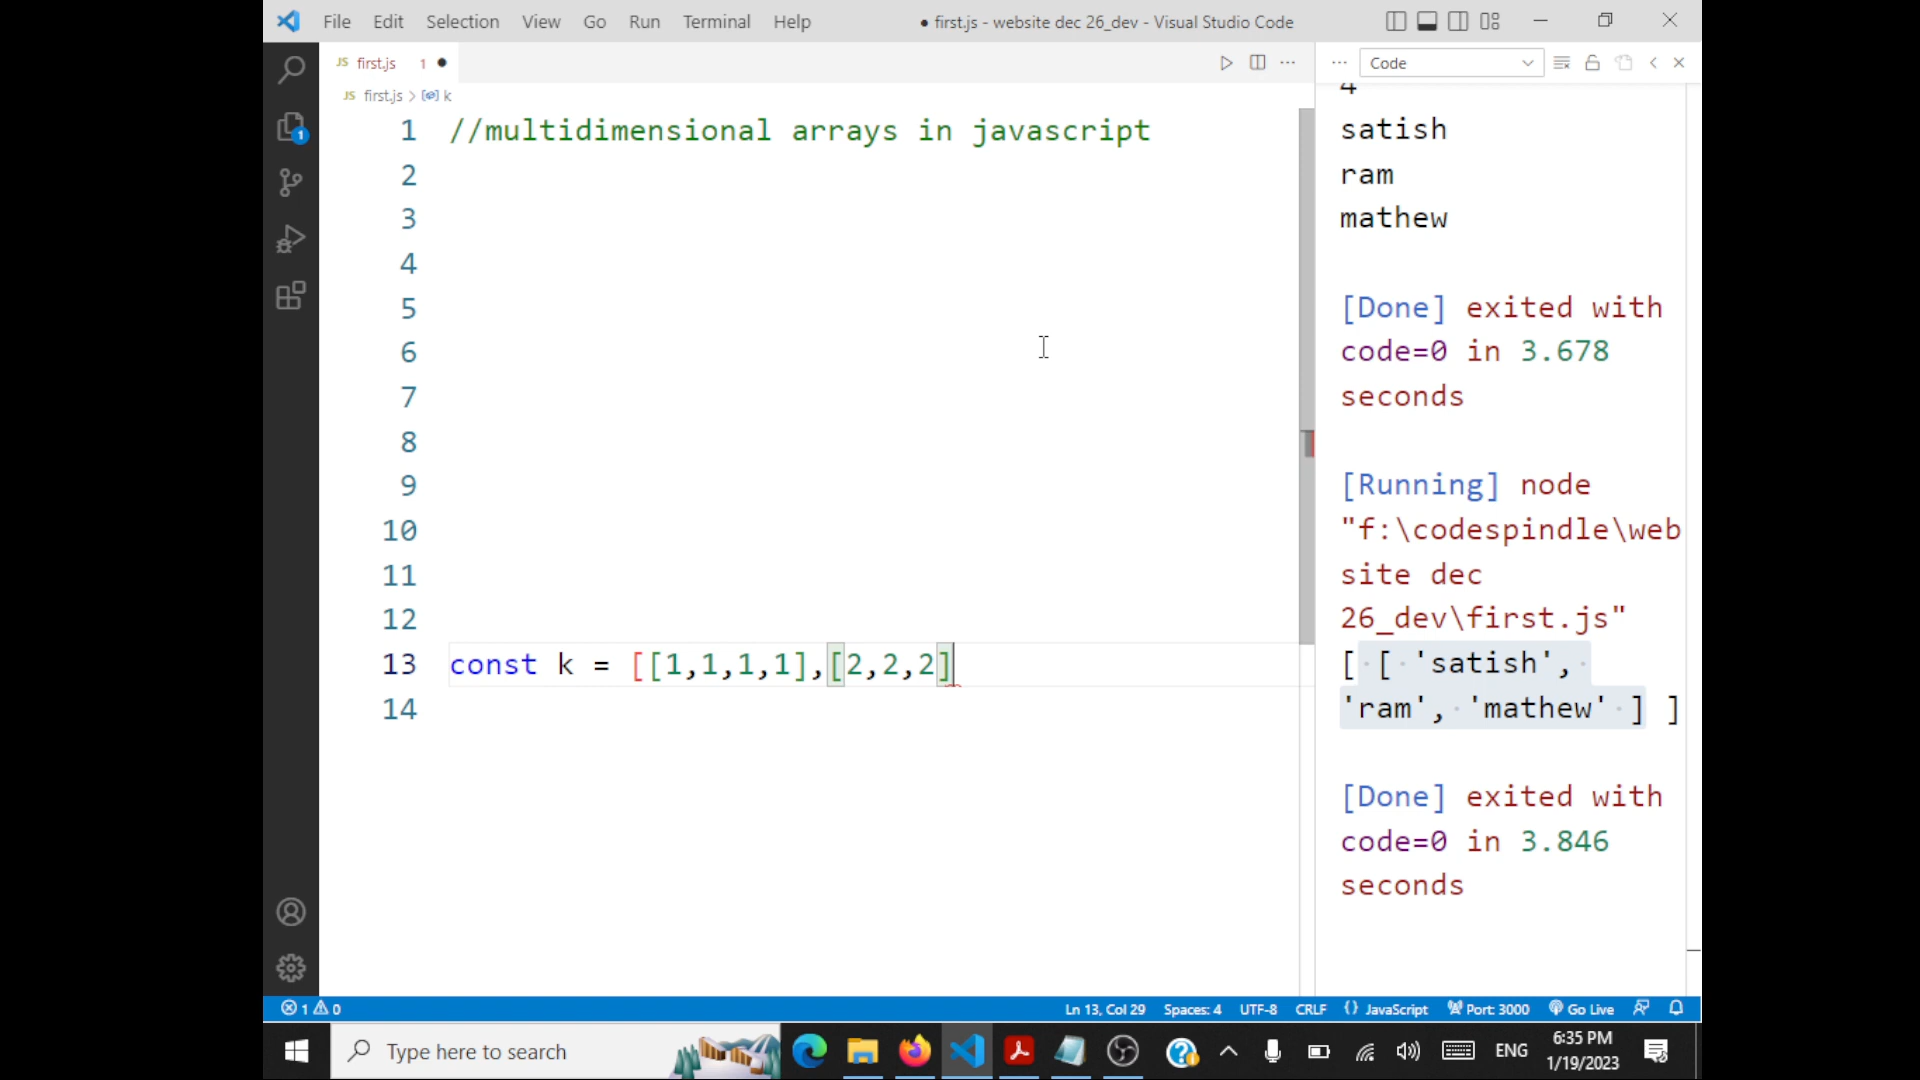 File Edit Selection View Go Run Terminal Help
● first.js - website dec 26_dev - Visual Studio Code
JS first.js 1 ●
JS first.js > k
1 //multidimensional arrays in javascript
2
3
4
5
6
7
8
9
10
11
12
13 const k = [[1,1,1,1],[2,2,2]
14
Code
4
satish
ram
mathew
[Done] exited with
code=0 in 3.678
seconds
[Running] node
"f:\codespindle\web
site dec
26_dev\first.js"
[ [ 'satish',
'ram', 'mathew' ] ]
[Done] exited with
code=0 in 3.846
seconds
1
1 0 Ln 13, Col 29 Spaces: 4 UTF-8 CRLF {} JavaScript Port: 3000 Go Live
Type here to search
ENG
6:35 PM
1/19/2023